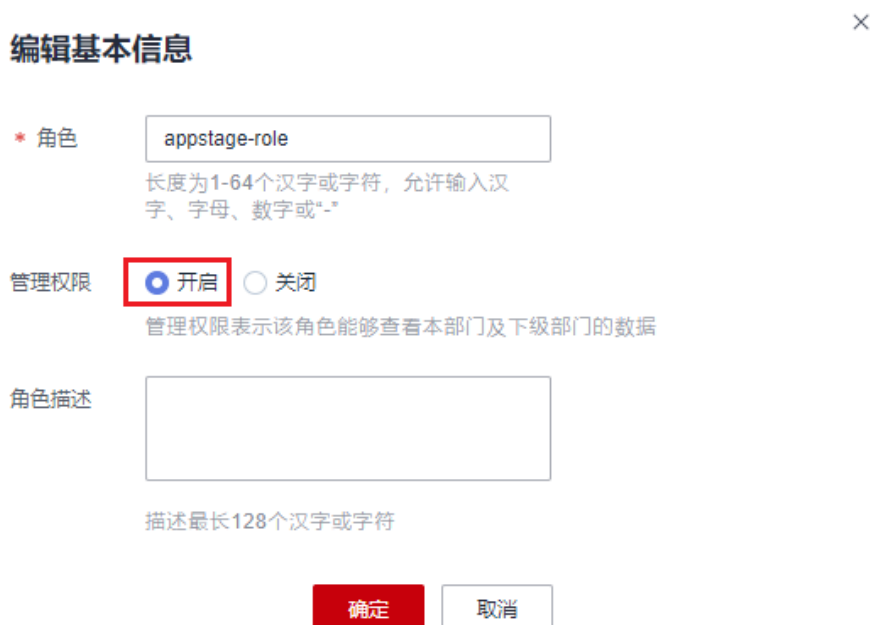 编辑基本信息
* 角色
appstage-role
长度为1-64个汉字或字符，允许输入汉
字、字母、数字或“-”
管理权限
开启
关闭
管理权限表示该角色能够查看本部门及下级部门的数据
角色描述
描述最长128个汉字或字符
确定
取消